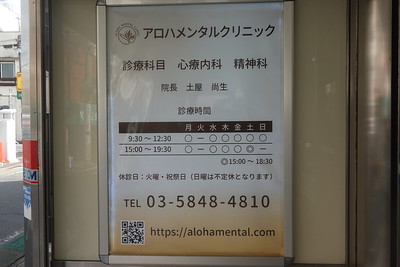 アロハメンタルクリニック
診療科目 心療内科 精神科
院長 土屋 尚生
診療時間
月 火 水 木 金 土 日
9:30 ～ 12:30 ○ － ○ ○ ○ ○ ○
15:00 ～ 19:30 ○ － ○ ○ ○ ◎ －
◎15:00 ～ 18:30
休診日：火曜・祝祭日（日曜は不定休となります）
TEL 03-5848-4810
https://alohamental.com